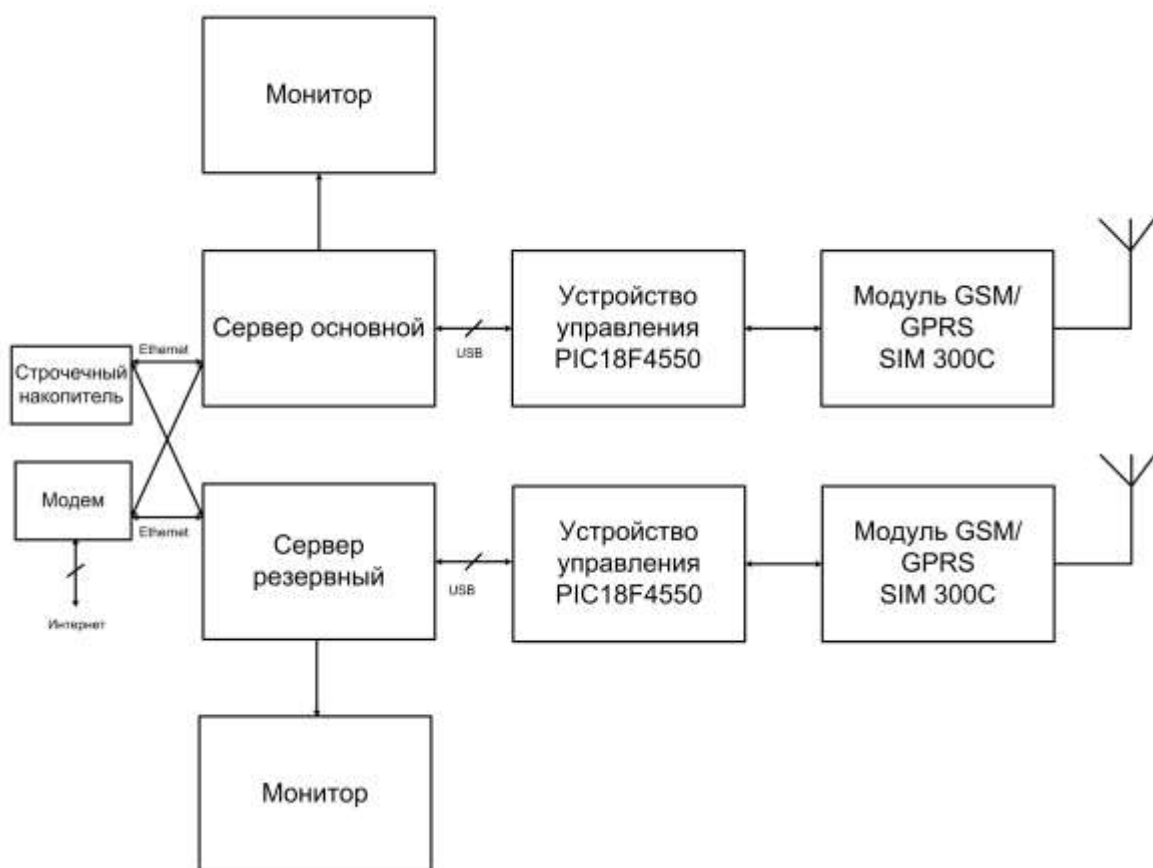 Монитор
Сервер основной
USB
Устройство
управления
PIC18F4550
Модуль GSM/
GPRS
SIM 300C
Ethernet
Строчечный
накопитель
Модем
Ethernet
Интернет
Сервер
резервный
USB
Устройство
управления
PIC18F4550
Модуль GSM/
GPRS
SIM 300C
Монитор